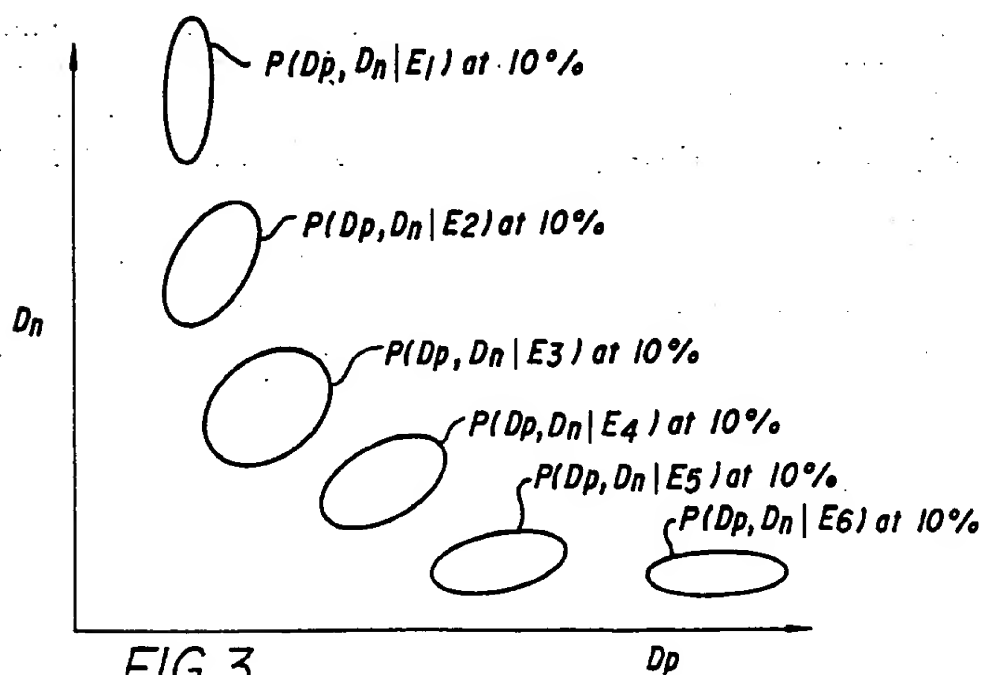 P(Dp, Dn | E1) at 10%
P(Dp, Dn | E2) at 10%
Dn
P(Dp, Dn | E3) at 10%
P(Dp, Dn | E4) at 10%
P(Dp, Dn | E5) at 10%
P(Dp, Dn | E6) at 10%
FIG. 3
Dp